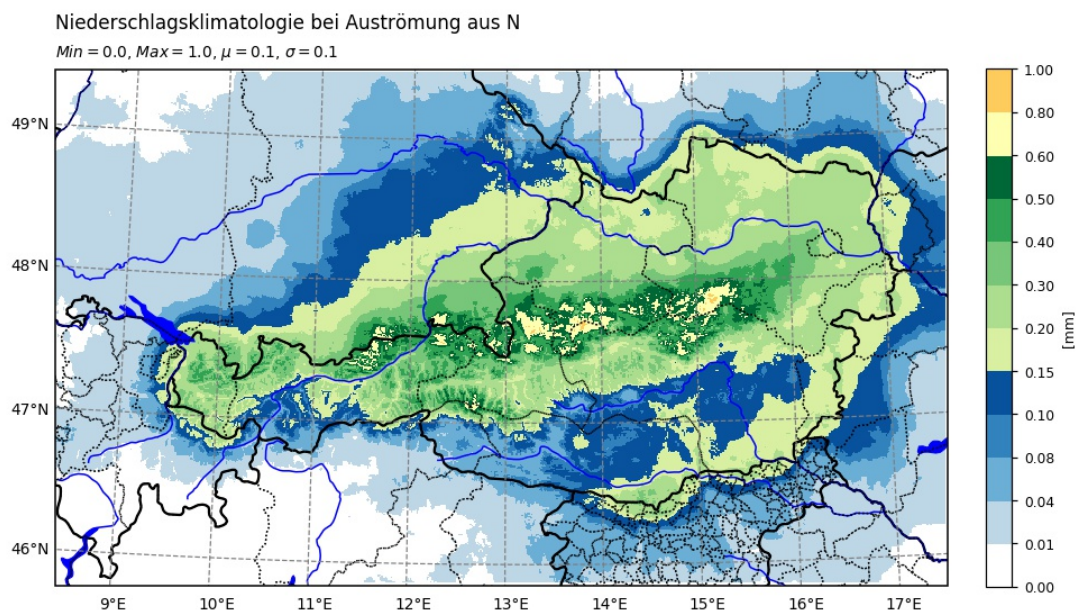 Niederschlagsklimatologie bei Auströmung aus N
Min = 0.0, Max = 1.0, μ = 0.1, σ = 0.1
49°N
48°N
47°N
46°N
9°E
10°E
11°E
12°E
13°E
14°E
15°E
16°E
17°E
1.00
0.80
0.60
0.50
0.40
0.30
0.20
0.15
0.10
0.08
0.04
0.01
0.00
[mm]